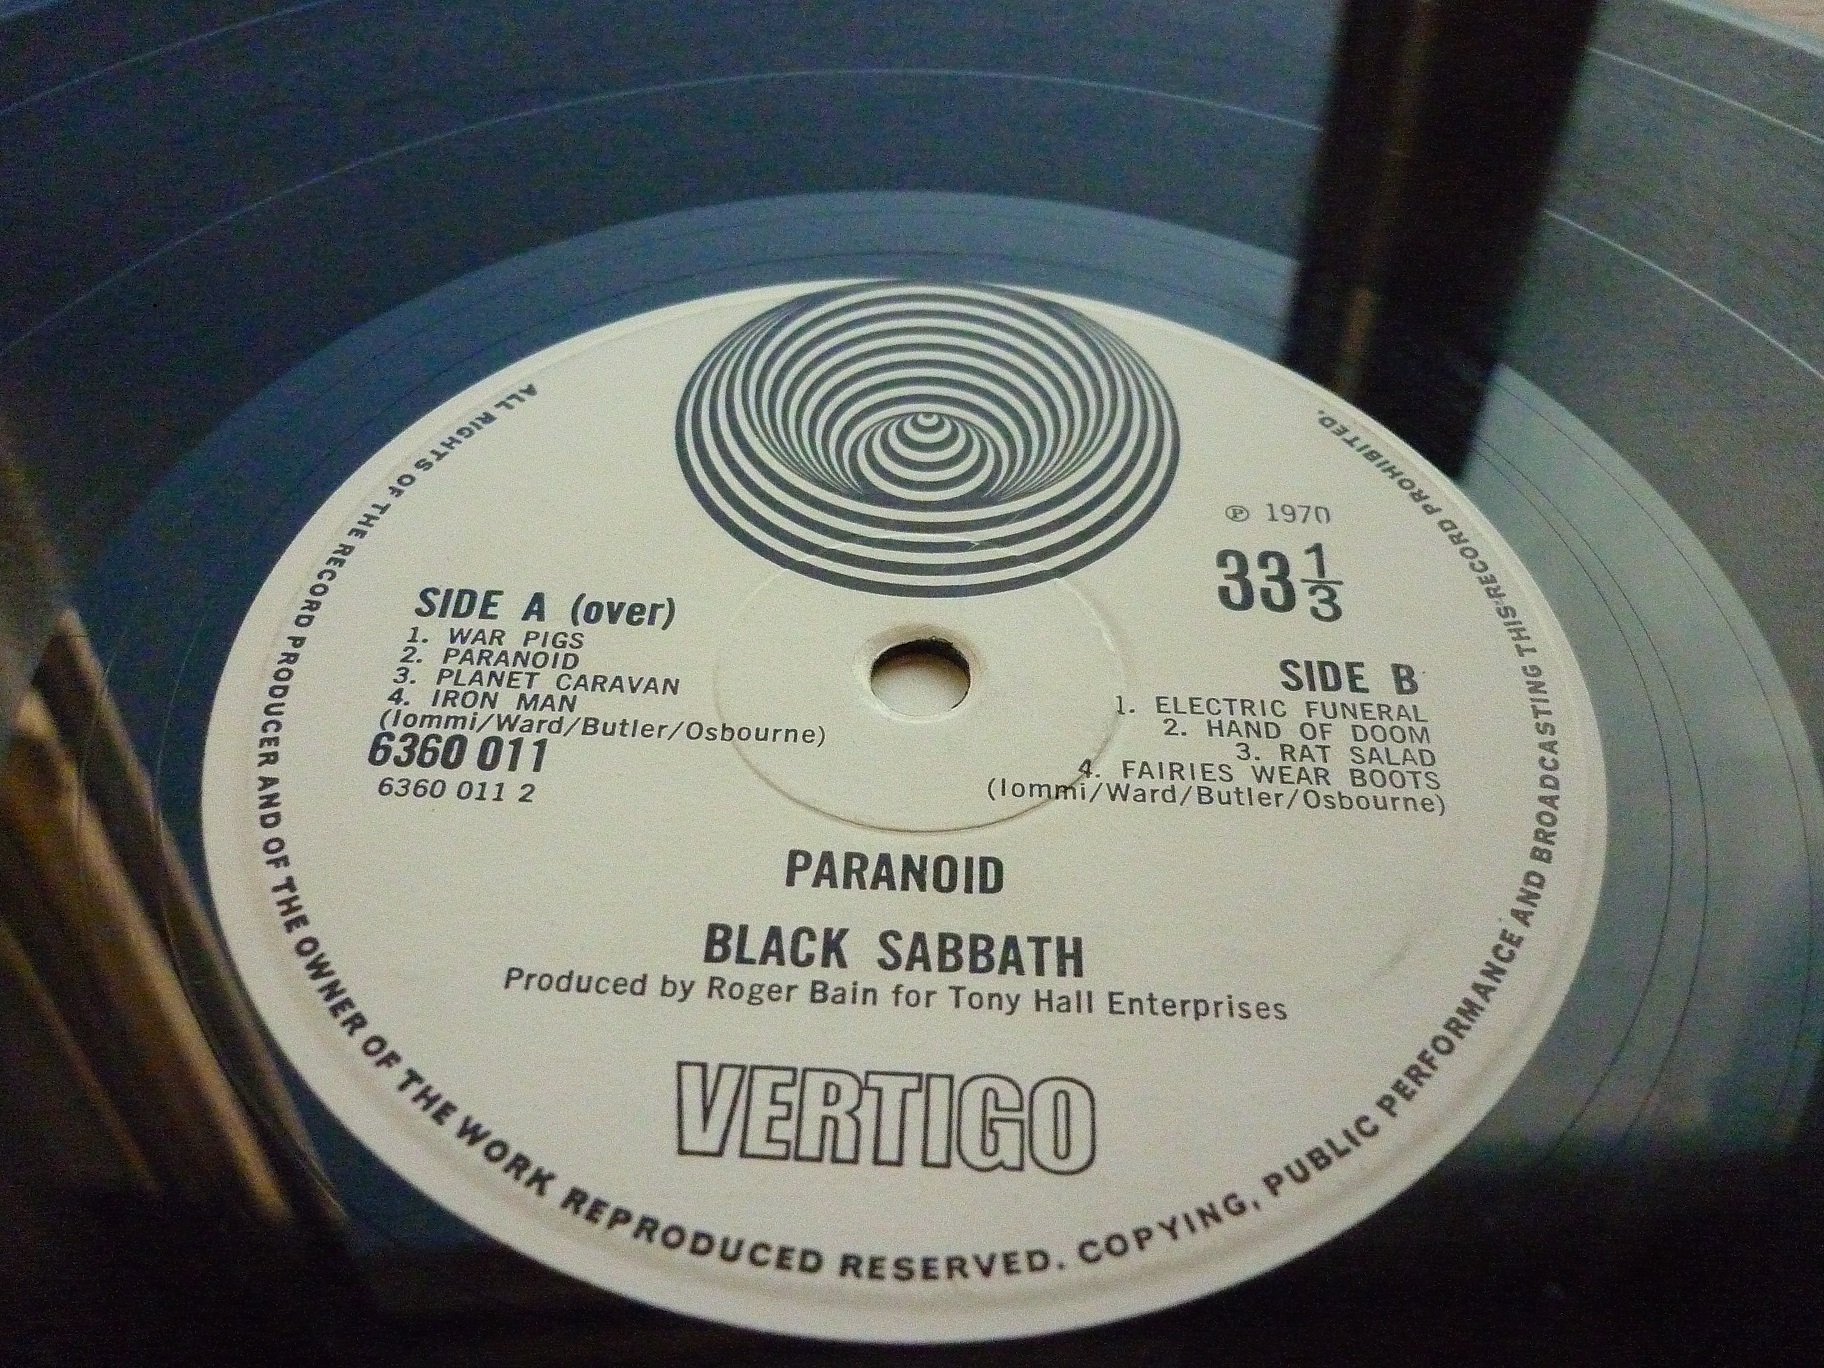 ALL RIGHTS OF THE RECORD PRODUCER AND OF THE OWNER OF THE WORK REPRODUCED RESERVED. COPYING, PUBLIC PERFORMANCE AND BROADCASTING THIS RECORD PROHIBITED.
℗ 1970
33 1/3
SIDE A (over)
1. WAR PIGS
2. PARANOID
3. PLANET CARAVAN
4. IRON MAN
(Iommi/Ward/Butler/Osbourne)
6360 011
6360 011 2
SIDE B
1. ELECTRIC FUNERAL
2. HAND OF DOOM
3. RAT SALAD
4. FAIRIES WEAR BOOTS
(Iommi/Ward/Butler/Osbourne)
PARANOID
BLACK SABBATH
Produced by Roger Bain for Tony Hall Enterprises
VERTIGO